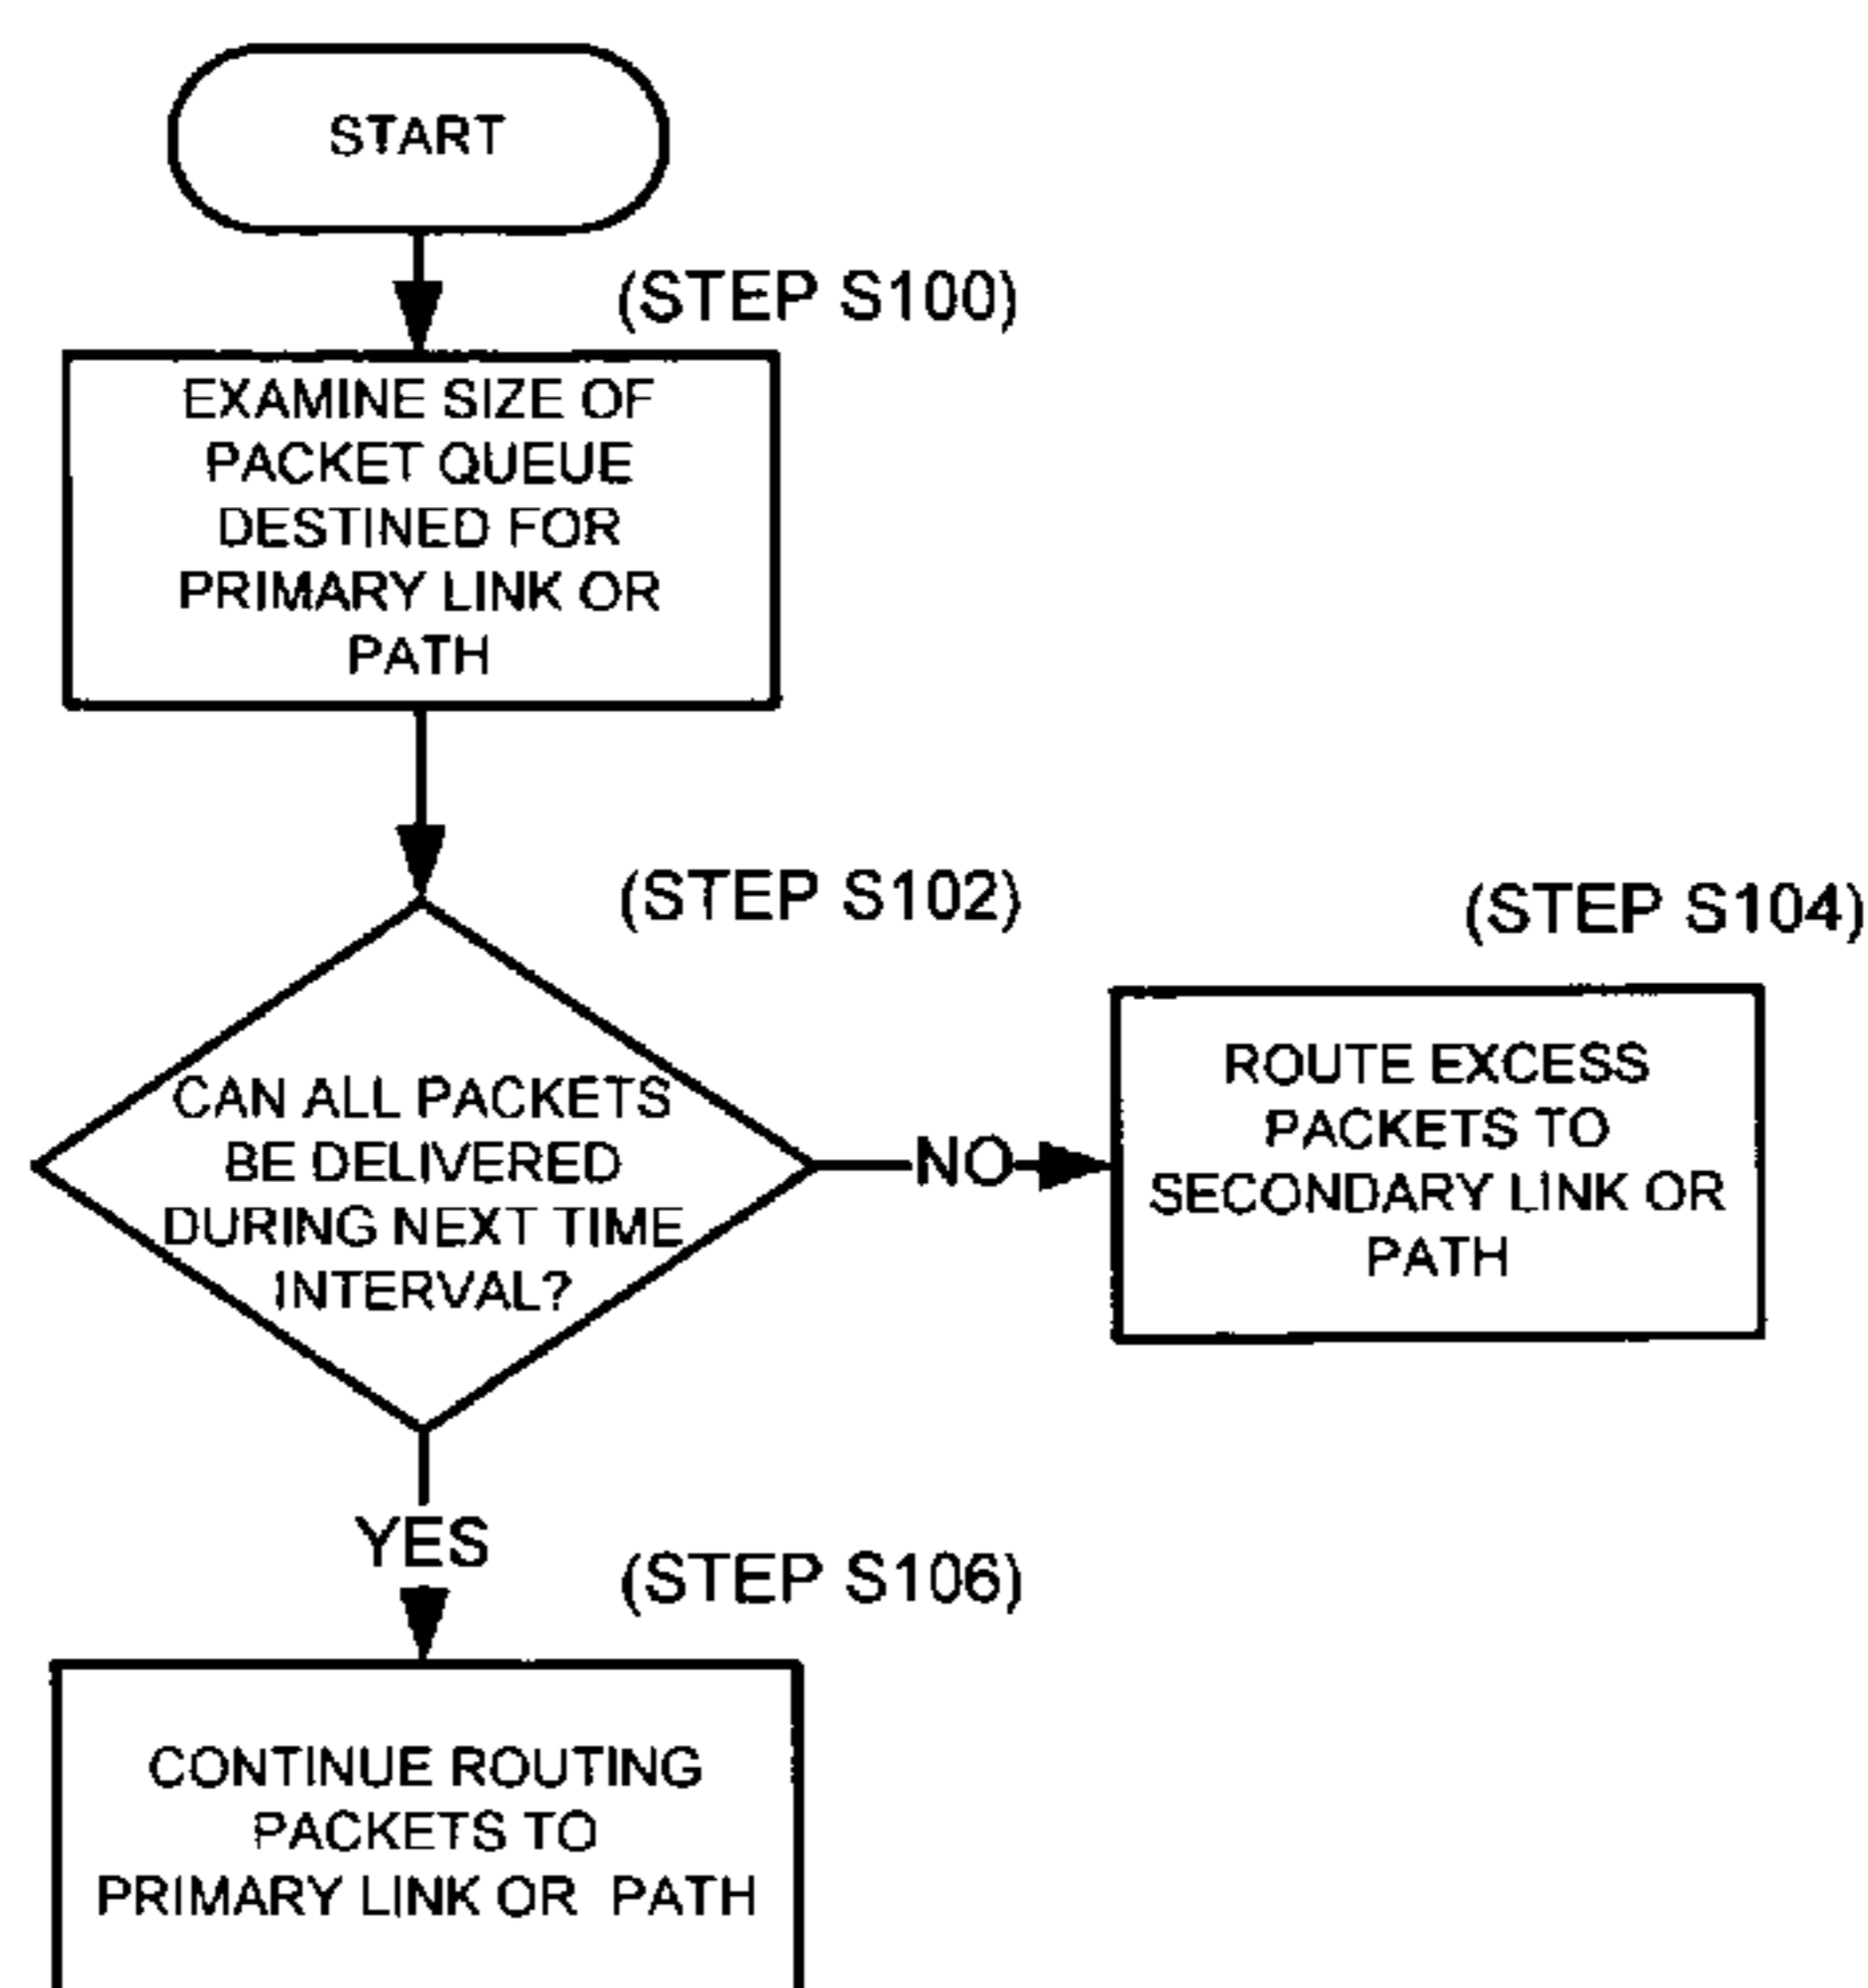 START
(STEP S100)
EXAMINE SIZE OF
PACKET QUEUE
DESTINED FOR
PRIMARY LINK OR
PATH
(STEP S102)
CAN ALL PACKETS
BE DELIVERED
DURING NEXT TIME
INTERVAL?
NO
(STEP S104)
ROUTE EXCESS
PACKETS TO
SECONDARY LINK OR
PATH
YES
(STEP S106)
CONTINUE ROUTING
PACKETS TO
PRIMARY LINK OR PATH